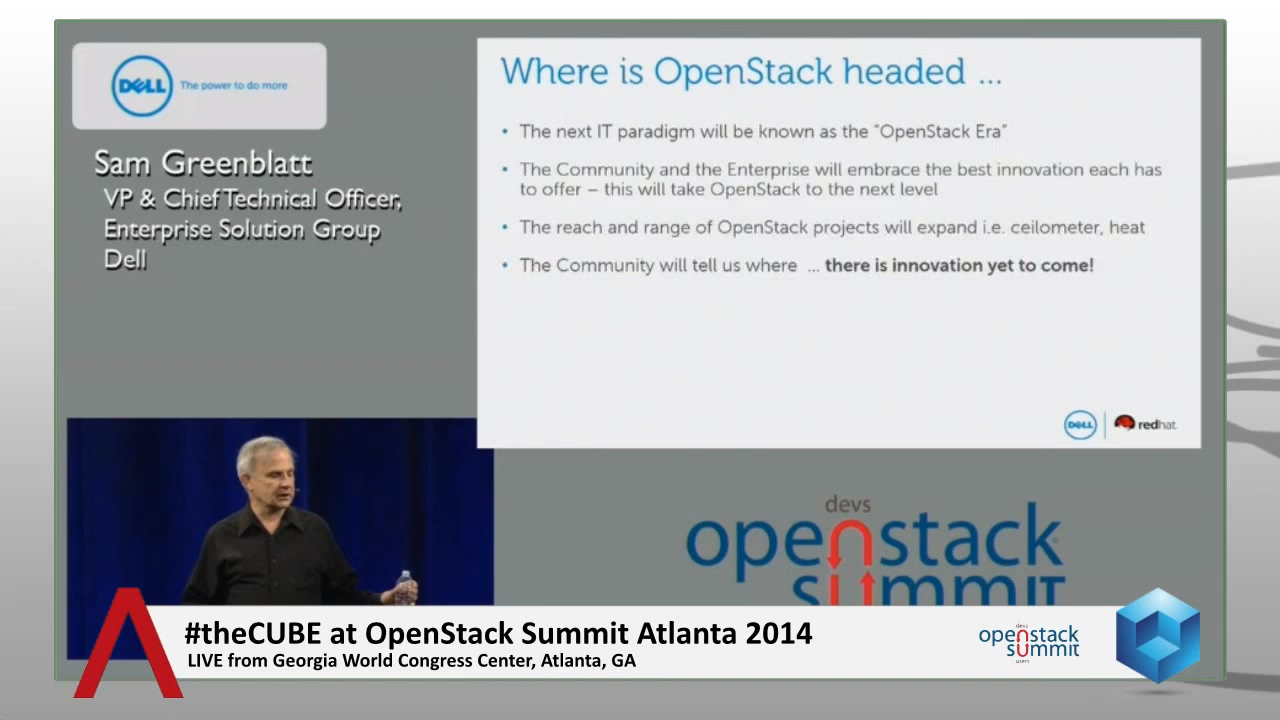 DELL
The power to do more
Sam Greenblatt
VP & Chief Technical Officer,
Enterprise Solution Group
Dell
Where is OpenStack headed ...
• The next IT paradigm will be known as the "OpenStack Era"
• The Community and the Enterprise will embrace the best innovation each has
to offer – this will take OpenStack to the next level
• The reach and range of OpenStack projects will expand i.e. ceilometer, heat
• The Community will tell us where ... there is innovation yet to come!
DELL
redhat
devs
openstack
summit
#theCUBE at OpenStack Summit Atlanta 2014
LIVE from Georgia World Congress Center, Atlanta, GA
openstack
summit